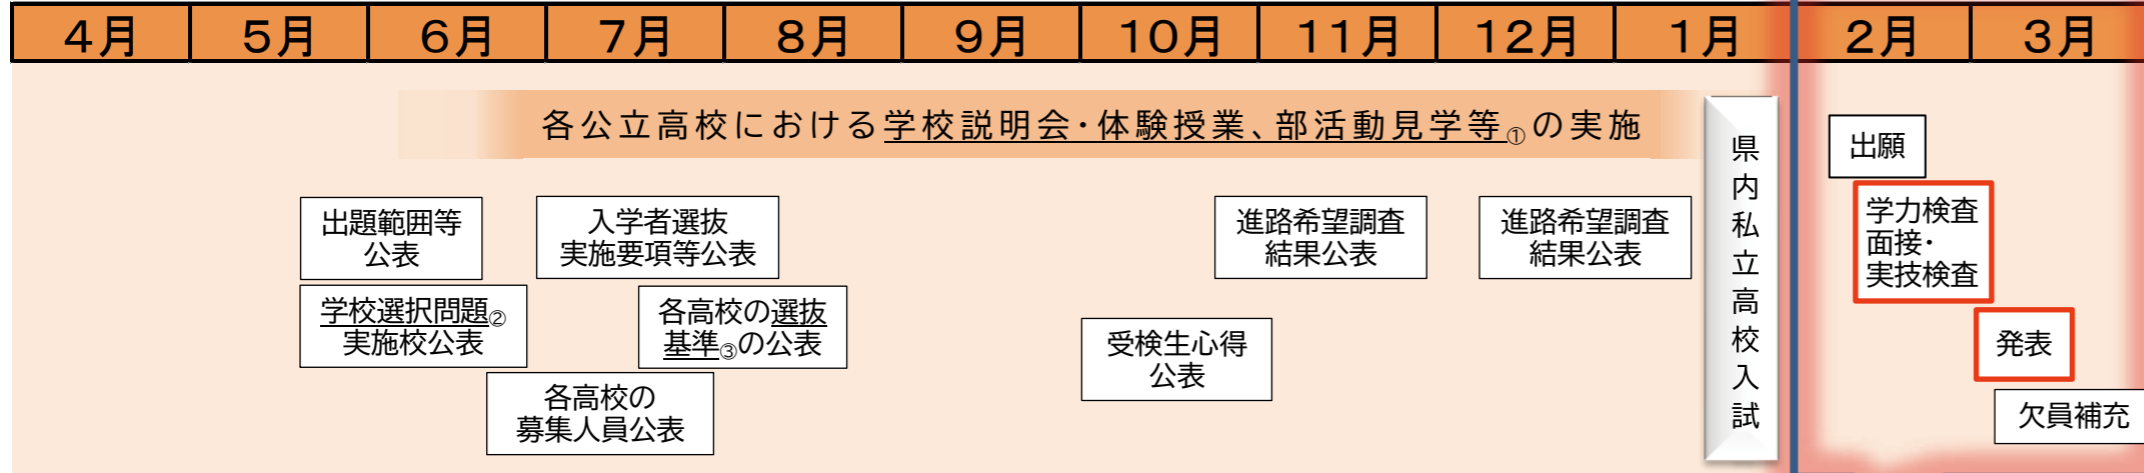 4月 5月 6月 7月 8月 9月 10月 11月 12月 1月 2月 3月
各公立高校における学校説明会・体験授業、部活動見学等①の実施
出題範囲等
公表
学校選択問題②
実施校公表
入学者選抜
実施要項等公表
各高校の選抜
基準③の公表
各高校の
募集人員公表
受検生心得
公表
進路希望調査
結果公表
進路希望調査
結果公表
県内私立高校入試
出願
学力検査
面接・
実技検査
発表
欠員補充